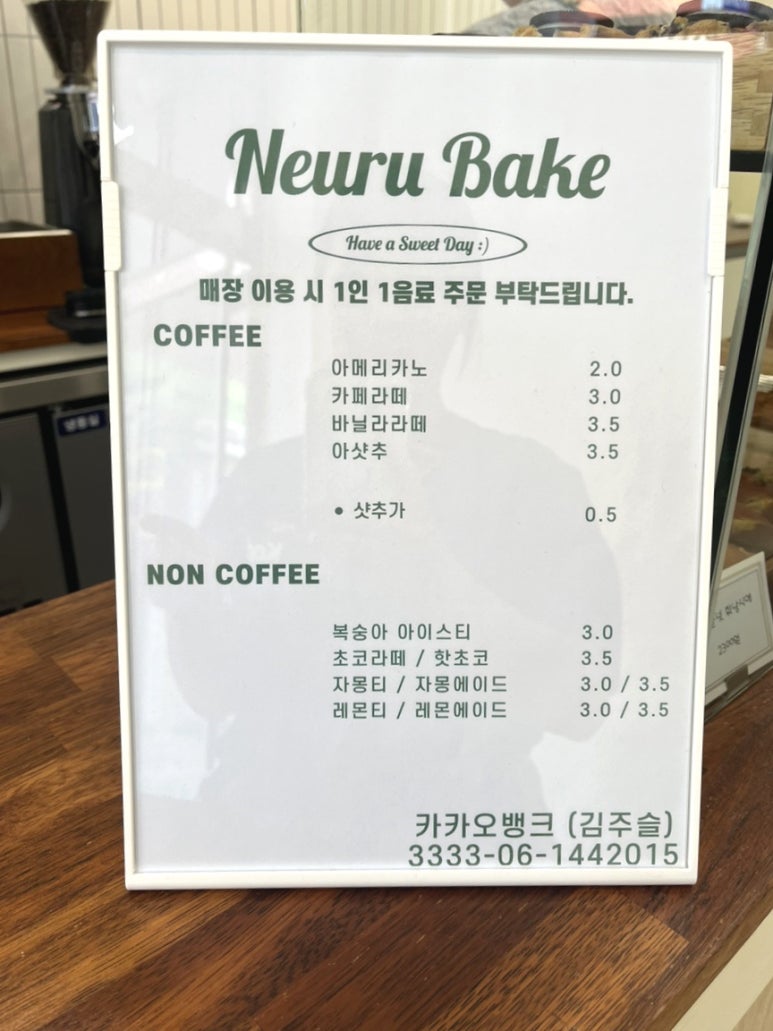 Neuru Bake
Have a Sweet Day :)
매장 이용 시 1인 1음료 주문 부탁드립니다.
COFFEE
아메리카노 2.0
카페라떼 3.0
바닐라라떼 3.5
아샷추 3.5
• 샷추가 0.5
NON COFFEE
복숭아 아이스티 3.0
초코라떼 / 핫초코 3.5
자몽티 / 자몽에이드 3.0 / 3.5
레몬티 / 레몬에이드 3.0 / 3.5
카카오뱅크 (김주슬)
3333-06-1442015
2300원